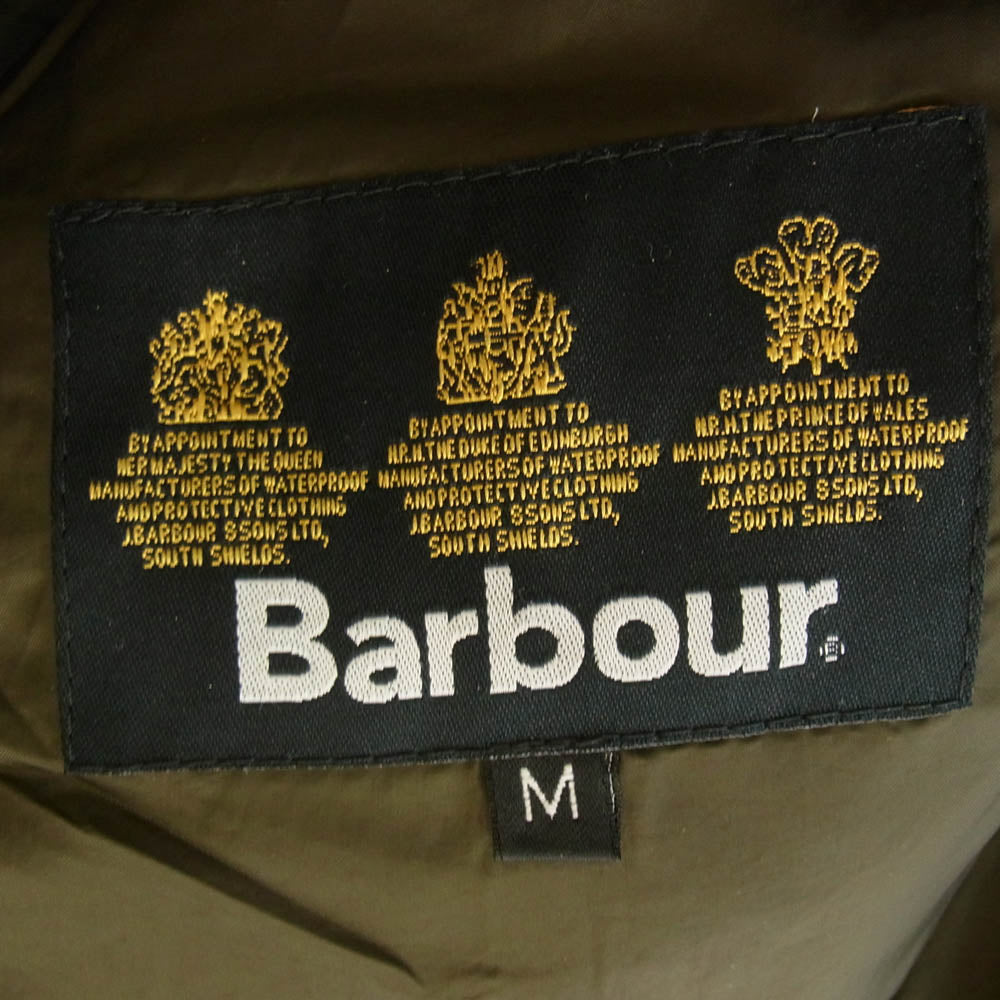 BY APPOINTMENT TO
HER MAJESTY THE QUEEN
MANUFACTURERS OF WATERPROOF
AND PROTECTIVE CLOTHING
J.BARBOUR & SONS LTD,
SOUTH SHIELDS.
BY APPOINTMENT TO
H.R.H. THE DUKE OF EDINBURGH
MANUFACTURERS OF WATERPROOF
AND PROTECTIVE CLOTHING
J.BARBOUR & SONS LTD,
SOUTH SHIELDS.
BY APPOINTMENT TO
H.R.H. THE PRINCE OF WALES
MANUFACTURERS OF WATERPROOF
AND PROTECTIVE CLOTHING
J.BARBOUR & SONS LTD,
SOUTH SHIELDS.
Barbour®
M